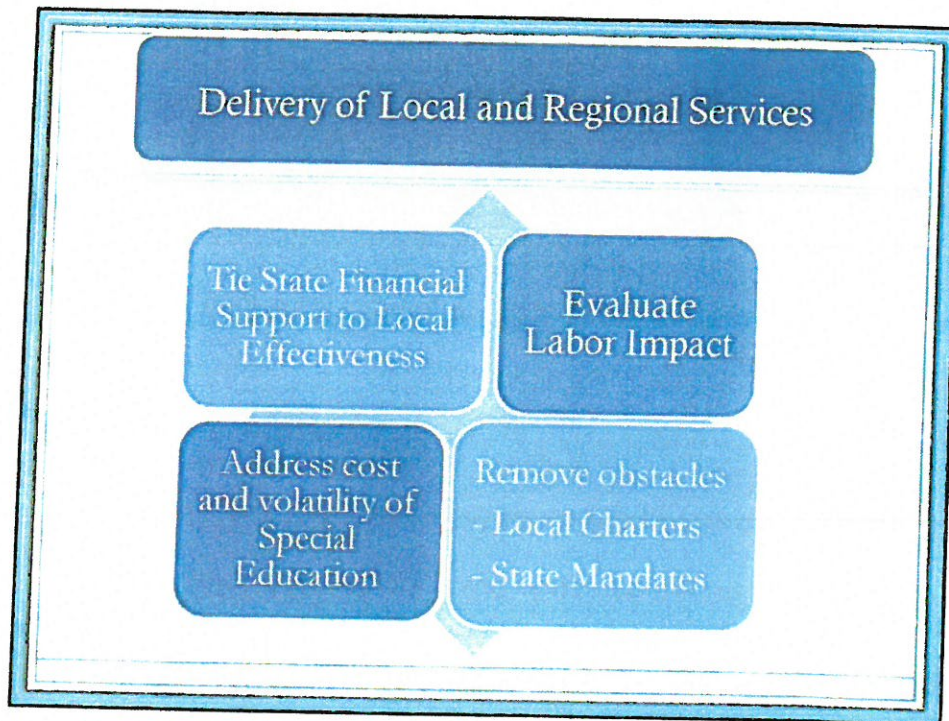 Delivery of Local and Regional Services
Tie State Financial
Support to Local
Effectiveness
Evaluate
Labor Impact
Address cost
and volatility of
Special
Education
Remove obstacles
- Local Charters
- State Mandates